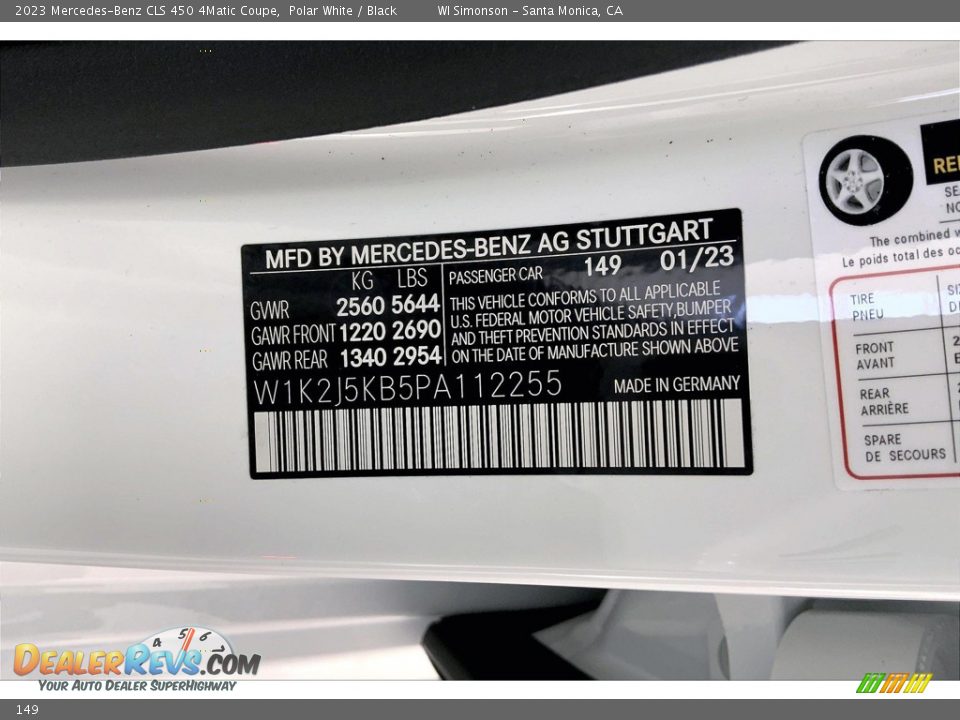 2023 Mercedes-Benz CLS 450 4Matic Coupe, Polar White / Black WI Simonson - Santa Monica, CA
MFD BY MERCEDES-BENZ AG STUTTGART
KG LBS
GVWR 2560 5644
GAWR FRONT 1220 2690
GAWR REAR 1340 2954
PASSENGER CAR 149 01/23
THIS VEHICLE CONFORMS TO ALL APPLICABLE
U.S. FEDERAL MOTOR VEHICLE SAFETY,BUMPER
AND THEFT PREVENTION STANDARDS IN EFFECT
ON THE DATE OF MANUFACTURE SHOWN ABOVE
W1K2J5KB5PA112255 MADE IN GERMANY
The combined
Le poids total des
TIRE
PNEU
FRONT
AVANT
REAR
ARRIÈRE
SPARE
DE SECOURS
4 5 6
DEALERREVS.COM
YOUR AUTO DEALER SUPERHIGHWAY
149